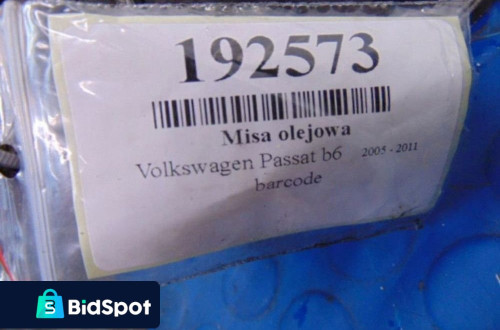 192573
Misa olejowa
Volkswagen Passat b6 2005 - 2011
barcode
BidSpot